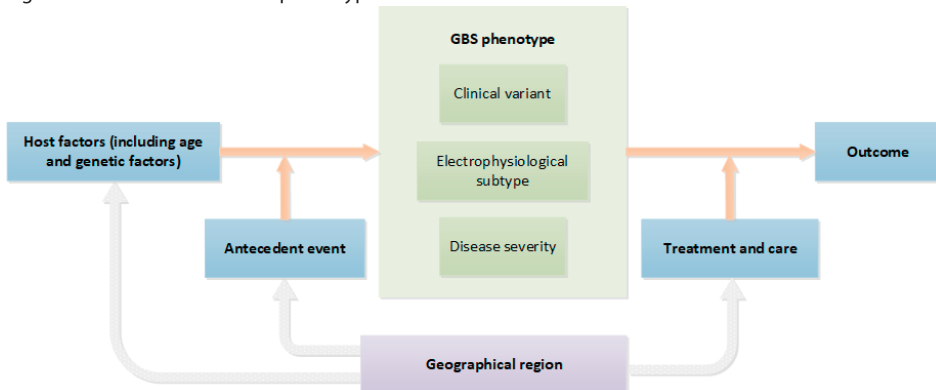 GBS phenotype
Clinical variant
Host factors (including age
and genetic factors)
Electrophysiological
subtype
Outcome
Antecedent event
Disease severity
Treatment and care
Geographical region